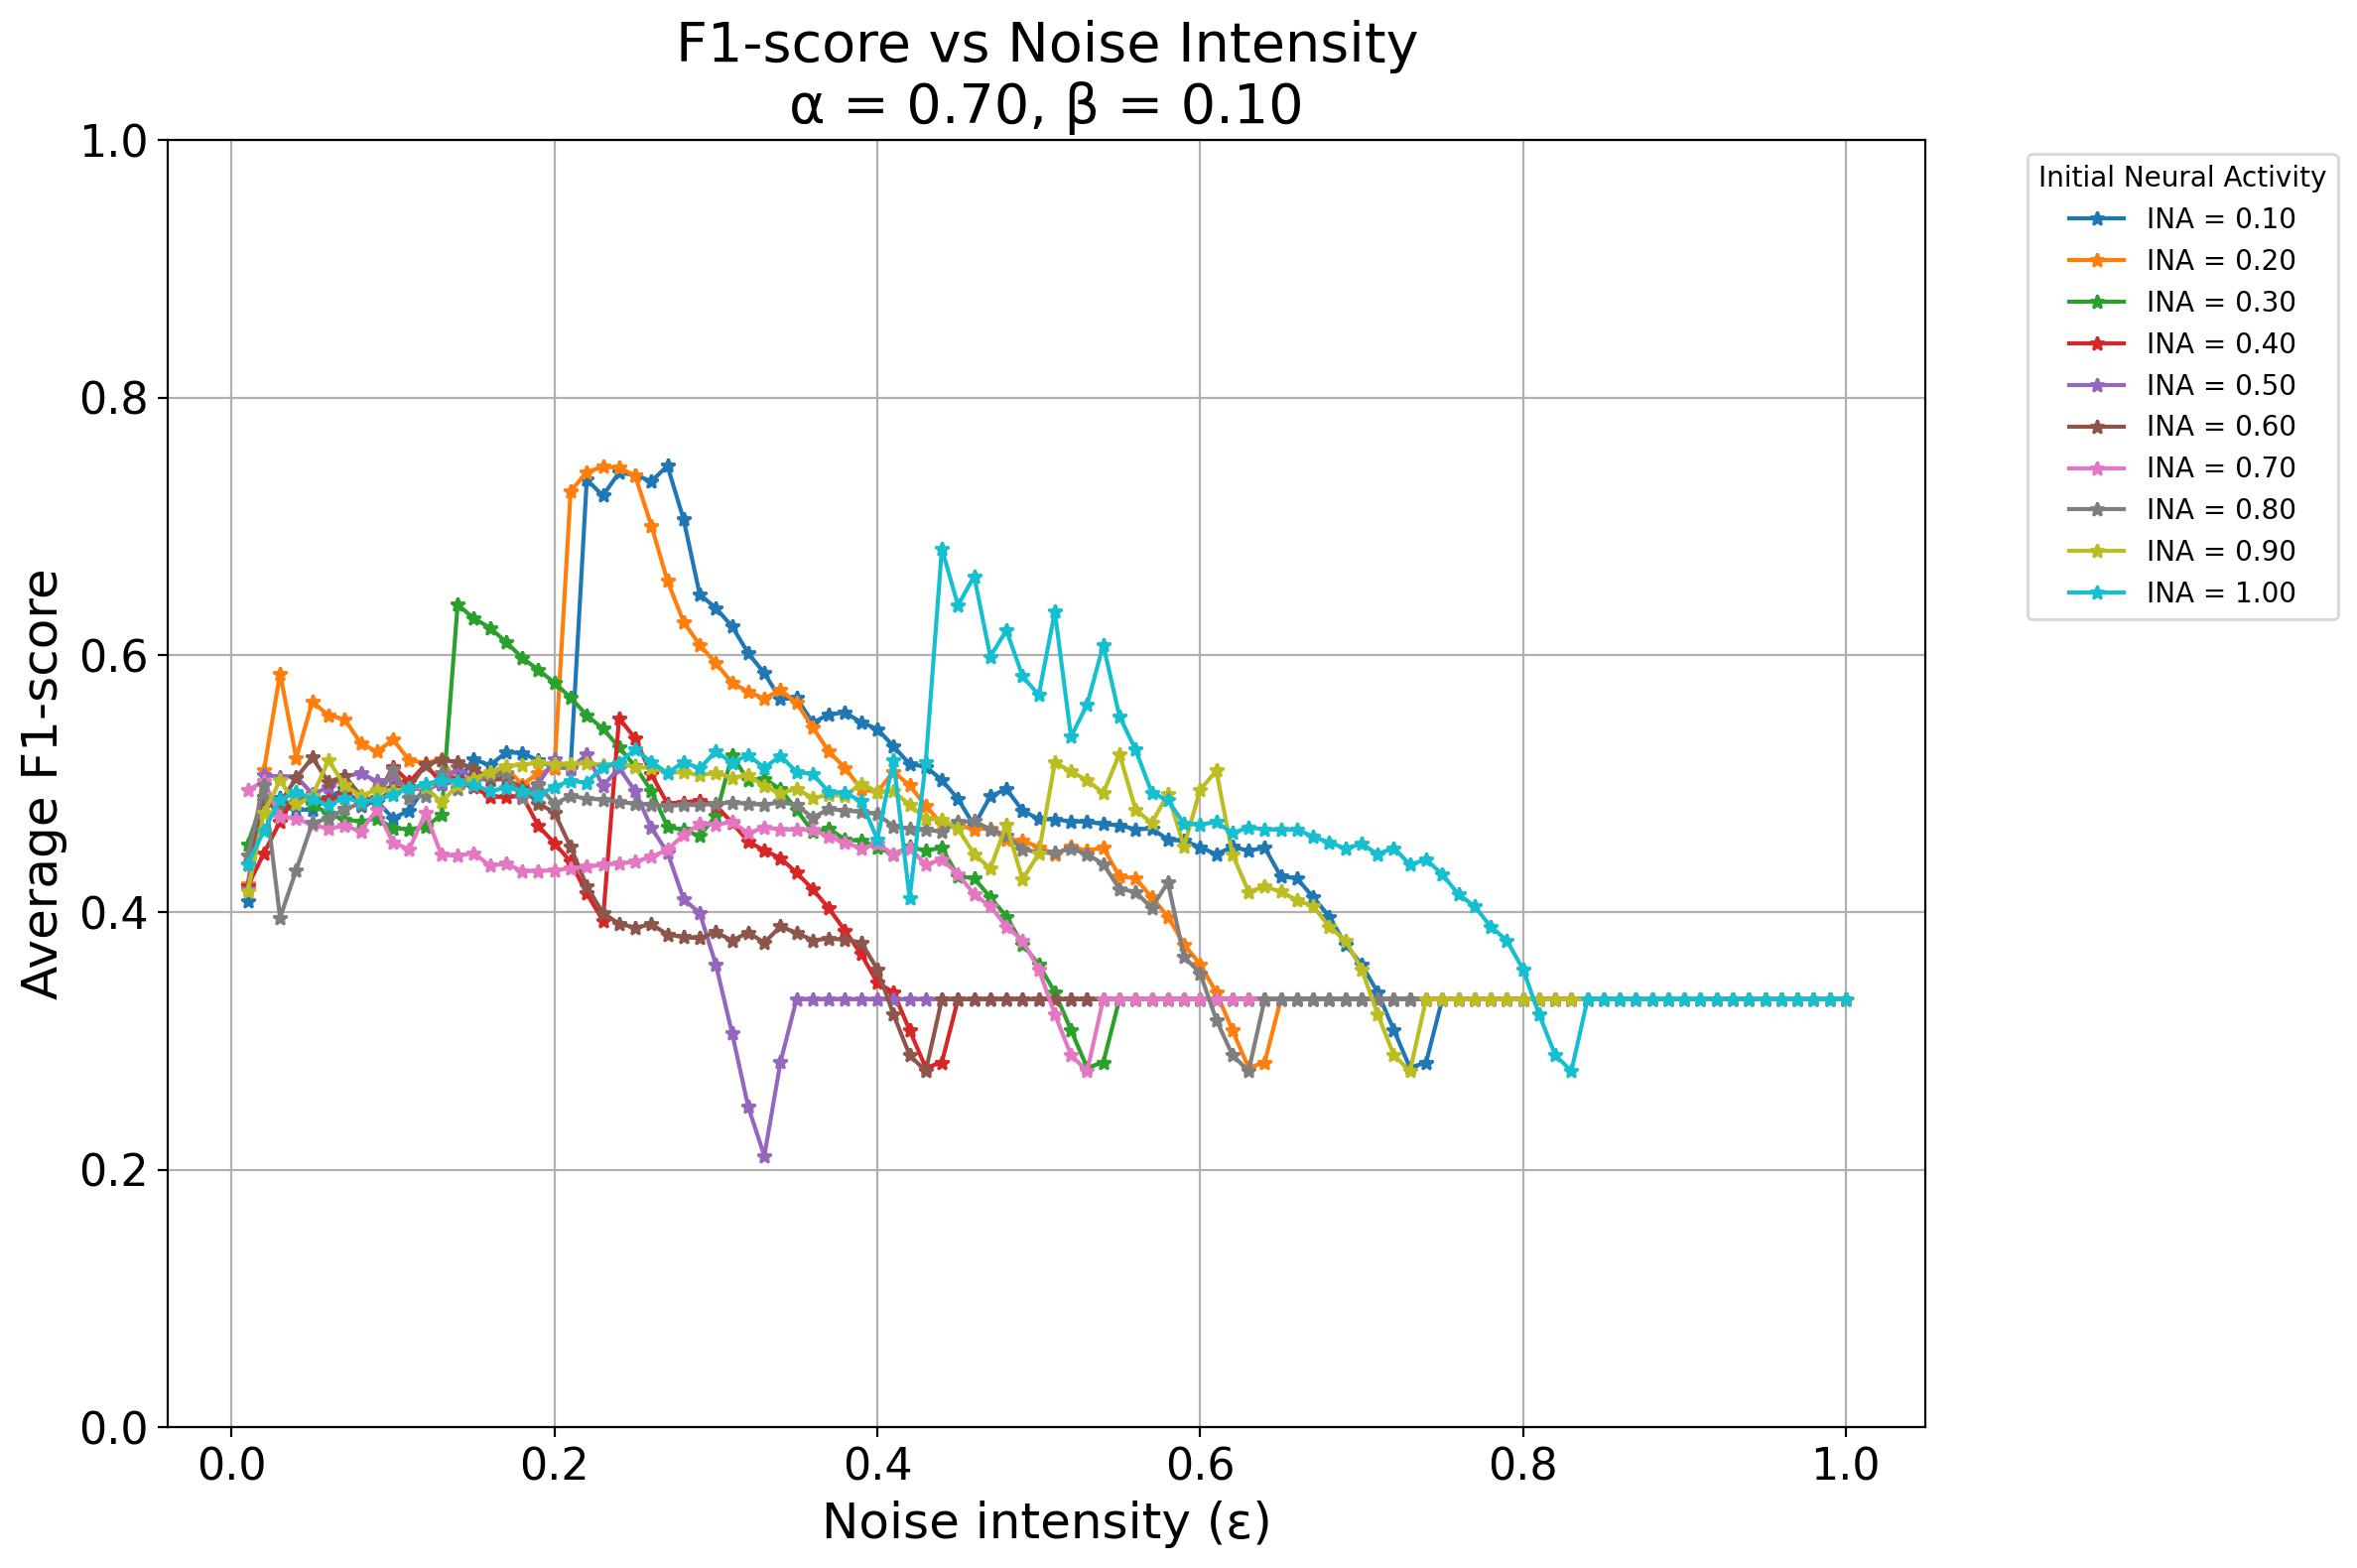 F1-score vs Noise Intensity
α = 0.70, β = 0.10
1.0
0.8
0.6
0.4
0.2
0.0
Average F1-score
0.0 0.2 0.4 0.6 0.8 1.0
Noise intensity (ε)
Initial Neural Activity
INA = 0.10
INA = 0.20
INA = 0.30
INA = 0.40
INA = 0.50
INA = 0.60
INA = 0.70
INA = 0.80
INA = 0.90
INA = 1.00